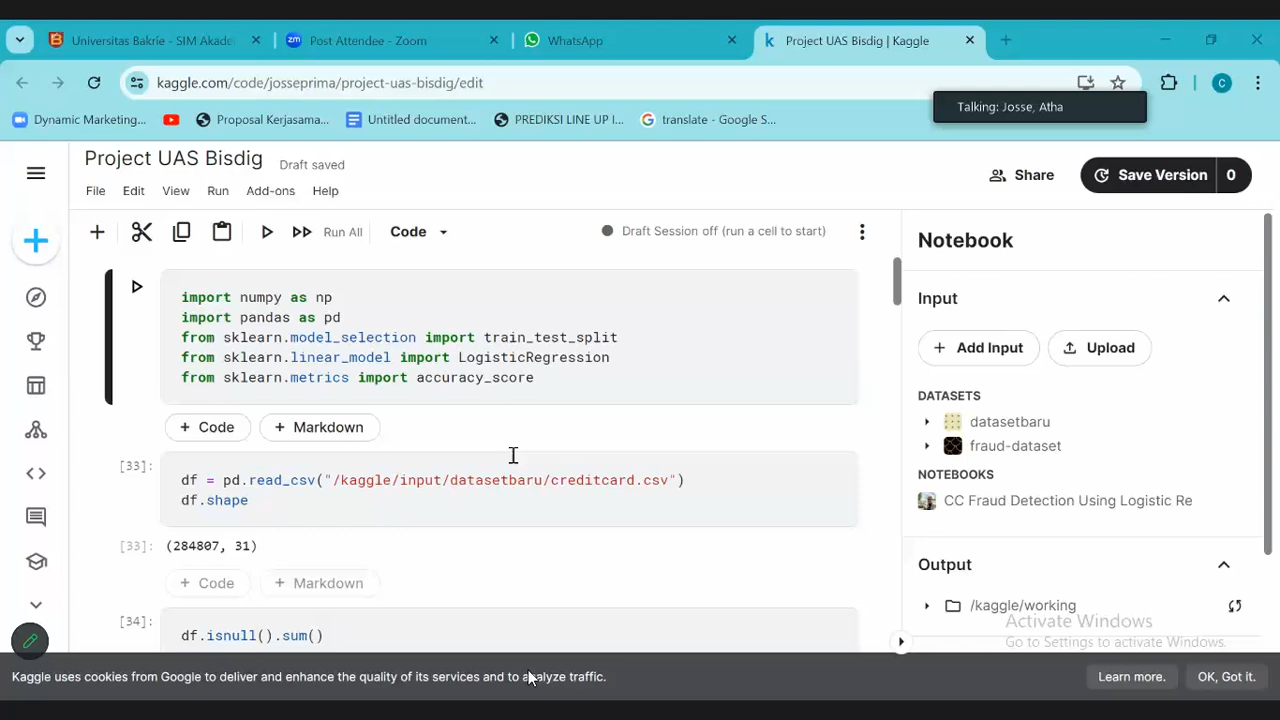 Universitas Bakrie - SIM Akade
Post Attendee - Zoom
WhatsApp
Project UAS Bisdig | Kaggle
kaggle.com/code/josseprima/project-uas-bisdig/edit
C
Talking: Josse, Atha
Dynamic Marketing...
Proposal Kerjasama...
Untitled document...
PREDIKSI LINE UP I...
translate - Google S...
Project UAS Bisdig
Draft saved
File Edit View Run Add-ons Help
Share
Save Version 0
Run All
Code
Draft Session off (run a cell to start)
import numpy as np
import pandas as pd
from sklearn.model_selection import train_test_split
from sklearn.linear_model import LogisticRegression
from sklearn.metrics import accuracy_score
+ Code + Markdown
[33]:
df = pd.read_csv("/kaggle/input/datasetbaru/creditcard.csv")
df.shape
[33]: (284807, 31)
+ Code + Markdown
[34]:
df.isnull().sum()
Notebook
Input
+ Add Input
Upload
DATASETS
datasetbaru
fraud-dataset
NOTEBOOKS
CC Fraud Detection Using Logistic Re
Output
/kaggle/working
Activate Windows
Go to Settings to activate Windows.
Kaggle uses cookies from Google to deliver and enhance the quality of its services and to analyze traffic.
Learn more.
OK, Got it.